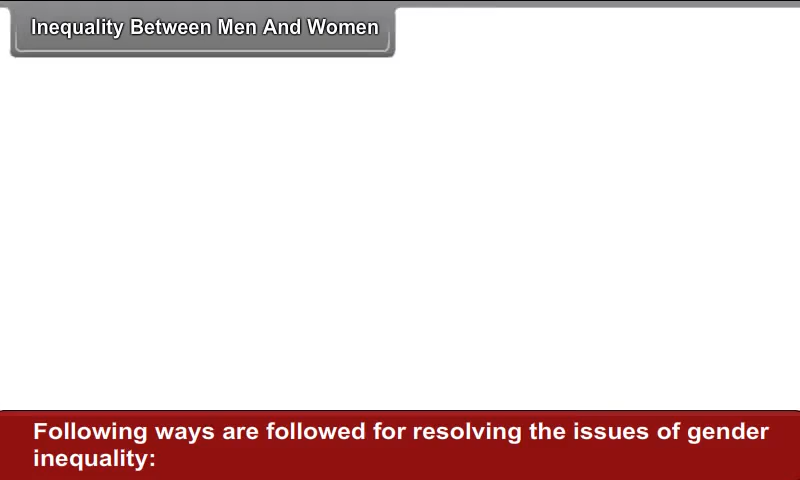 Inequality Between Men And Women
Following ways are followed for resolving the issues of gender
inequality: